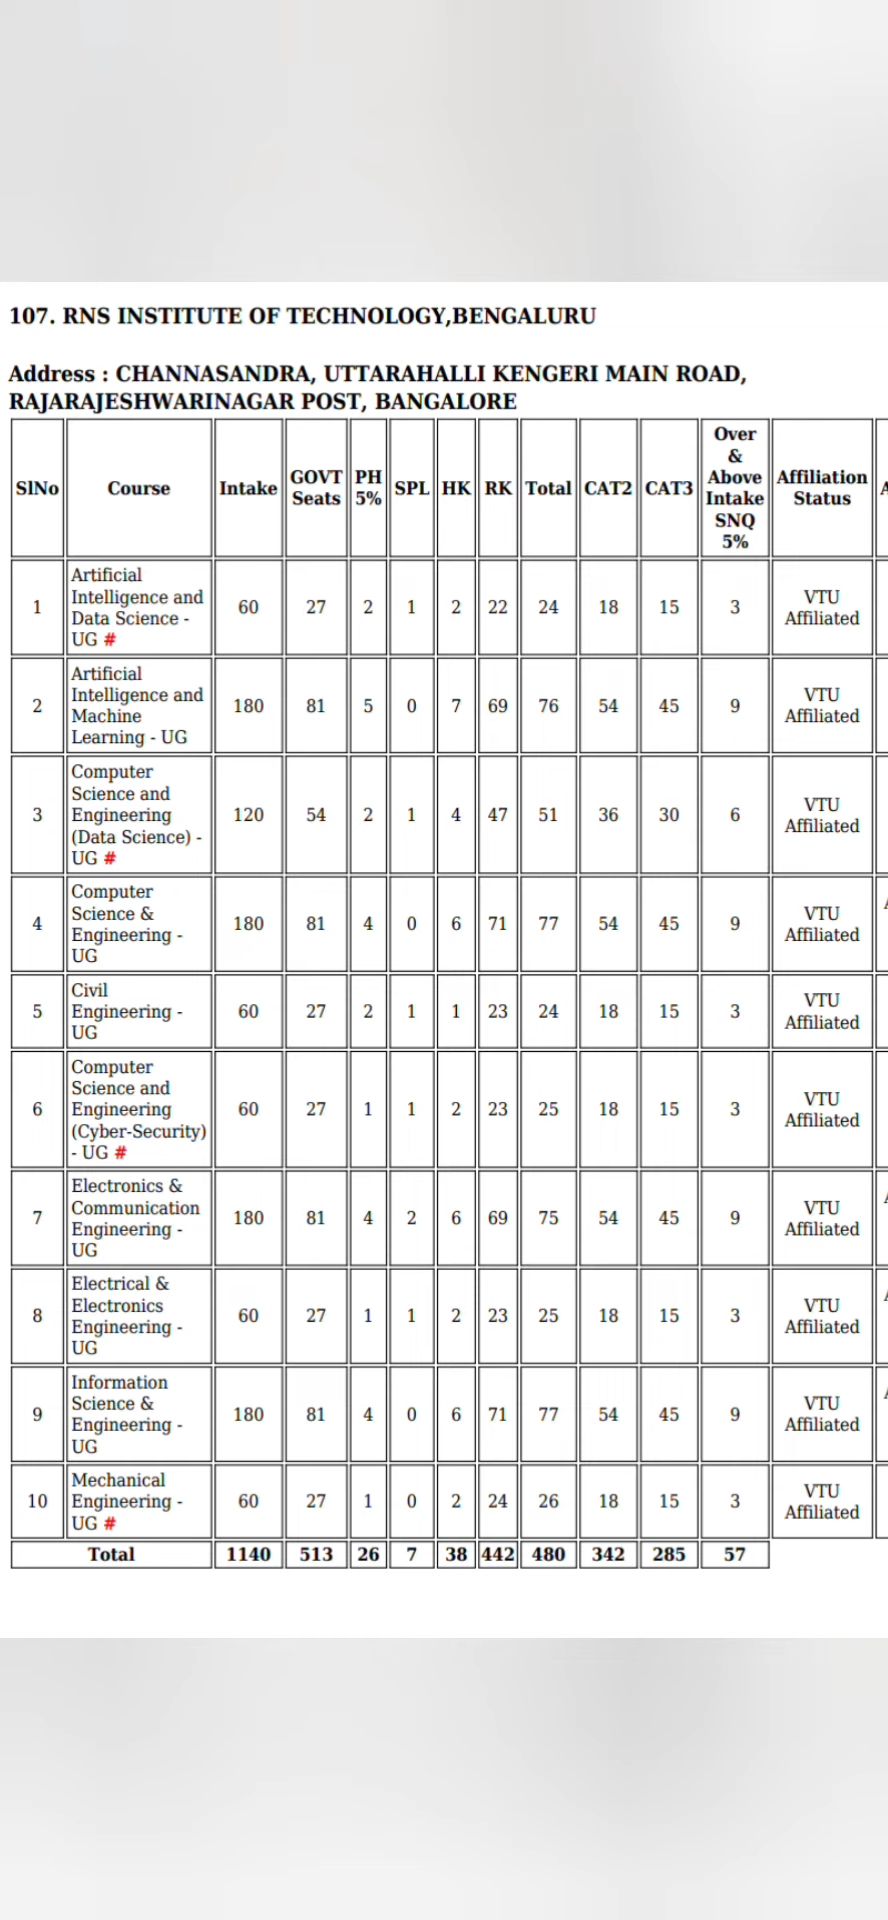 107. RNS INSTITUTE OF TECHNOLOGY,BENGALURU
Address : CHANNASANDRA, UTTARAHALLI KENGERI MAIN ROAD,
RAJARAJESHWARINAGAR POST, BANGALORE
SlNo Course Intake GOVT Seats PH 5% SPL HK RK Total CAT2 CAT3 Over & Above Intake SNQ 5% Affiliation Status
1 Artificial Intelligence and Data Science - UG # 60 27 2 1 2 22 24 18 15 3 VTU Affiliated
2 Artificial Intelligence and Machine Learning - UG 180 81 5 0 7 69 76 54 45 9 VTU Affiliated
3 Computer Science and Engineering (Data Science) - UG # 120 54 2 1 4 47 51 36 30 6 VTU Affiliated
4 Computer Science & Engineering - UG 180 81 4 0 6 71 77 54 45 9 VTU Affiliated
5 Civil Engineering - UG 60 27 2 1 1 23 24 18 15 3 VTU Affiliated
6 Computer Science and Engineering (Cyber-Security) - UG # 60 27 1 1 2 23 25 18 15 3 VTU Affiliated
7 Electronics & Communication Engineering - UG 180 81 4 2 6 69 75 54 45 9 VTU Affiliated
8 Electrical & Electronics Engineering - UG 60 27 1 1 2 23 25 18 15 3 VTU Affiliated
9 Information Science & Engineering - UG 180 81 4 0 6 71 77 54 45 9 VTU Affiliated
10 Mechanical Engineering - UG # 60 27 1 0 2 24 26 18 15 3 VTU Affiliated
Total 1140 513 26 7 38 442 480 342 285 57